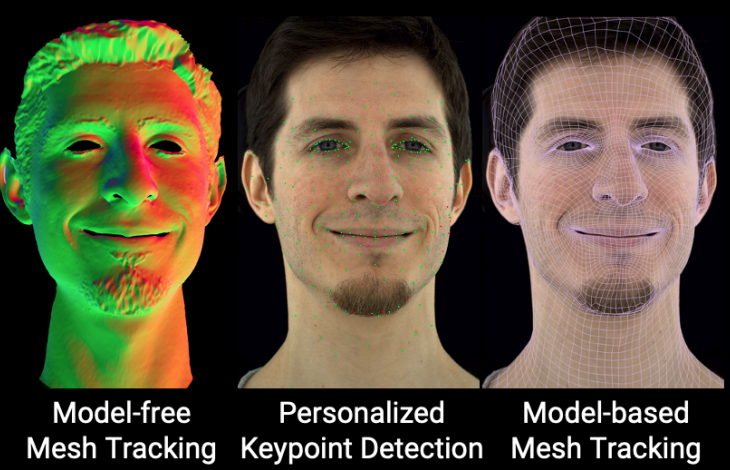 Model-free
Mesh Tracking
Personalized
Keypoint Detection
Model-based
Mesh Tracking